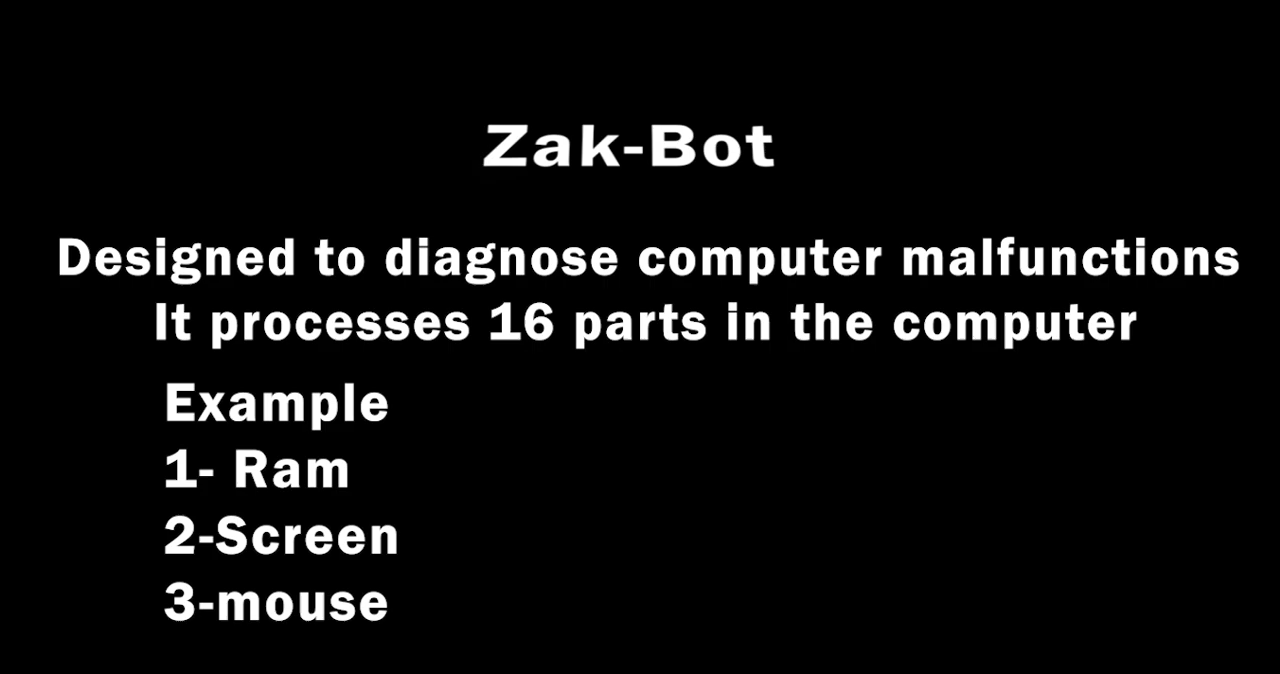 Zak-Bot
Designed to diagnose computer malfunctions
It processes 16 parts in the computer
Example
1- Ram
2-Screen
3-mouse